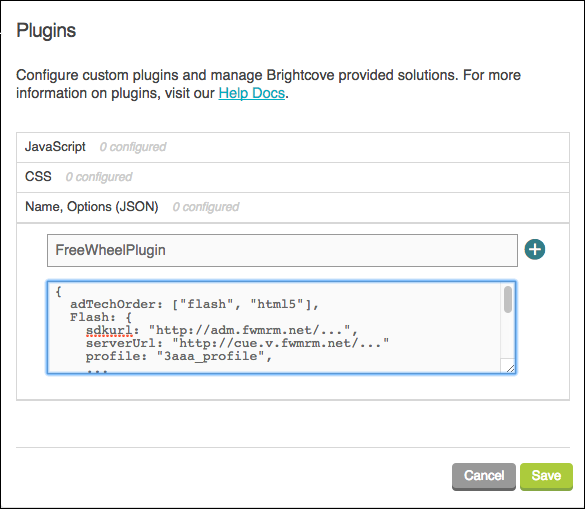 Plugins
Configure custom plugins and manage Brightcove provided solutions. For more
information on plugins, visit our Help Docs.
JavaScript 0 configured
CSS 0 configured
Name, Options (JSON) 0 configured
FreeWheelPlugin
{
adTechOrder: ["flash", "html5"],
Flash: {
sdkurl: "http://adm.fwmrm.net/...",
serverUrl: "http://cue.v.fwmrm.net/..."
profile: "3aaa_profile",
...
Cancel Save